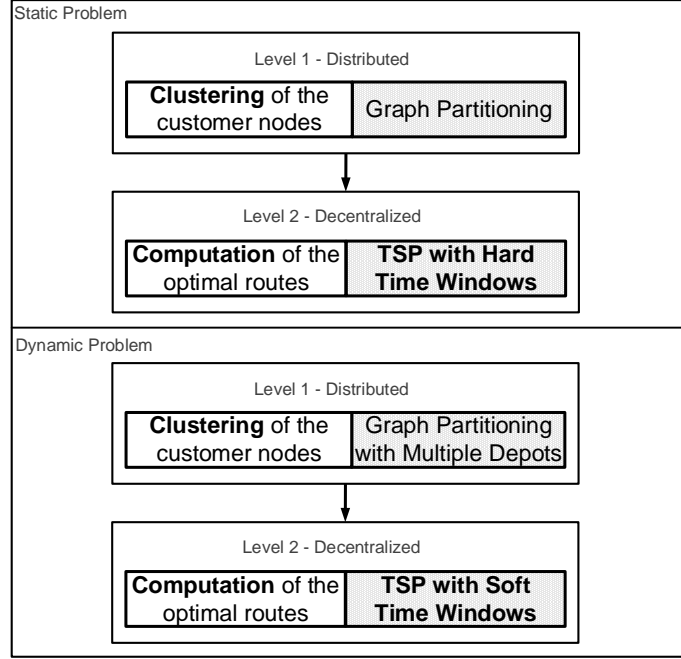 Static Problem
Level 1 - Distributed
Clustering of the
customer nodes
Graph Partitioning
Level 2 - Decentralized
Computation of the
optimal routes
TSP with Hard
Time Windows
Dynamic Problem
Level 1 - Distributed
Clustering of the
customer nodes
Graph Partitioning
with Multiple Depots
Level 2 - Decentralized
Computation of the
optimal routes
TSP with Soft
Time Windows